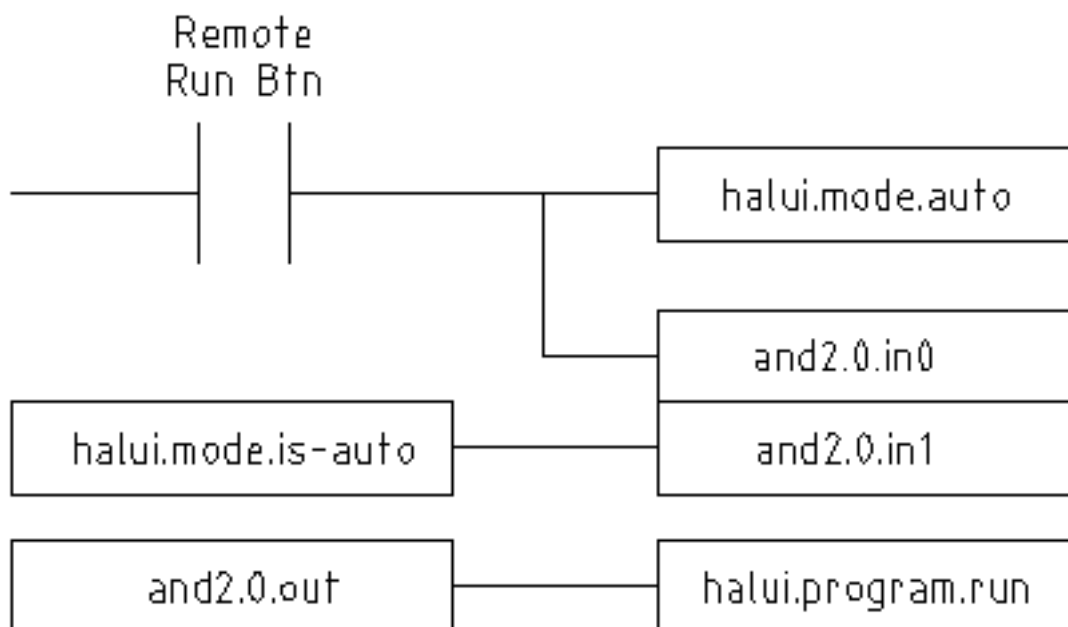 Remote
Run Btn
halui.mode.auto
and2.0.in0
halui.mode.is-auto
and2.0.in1
and2.0.out
halui.program.run